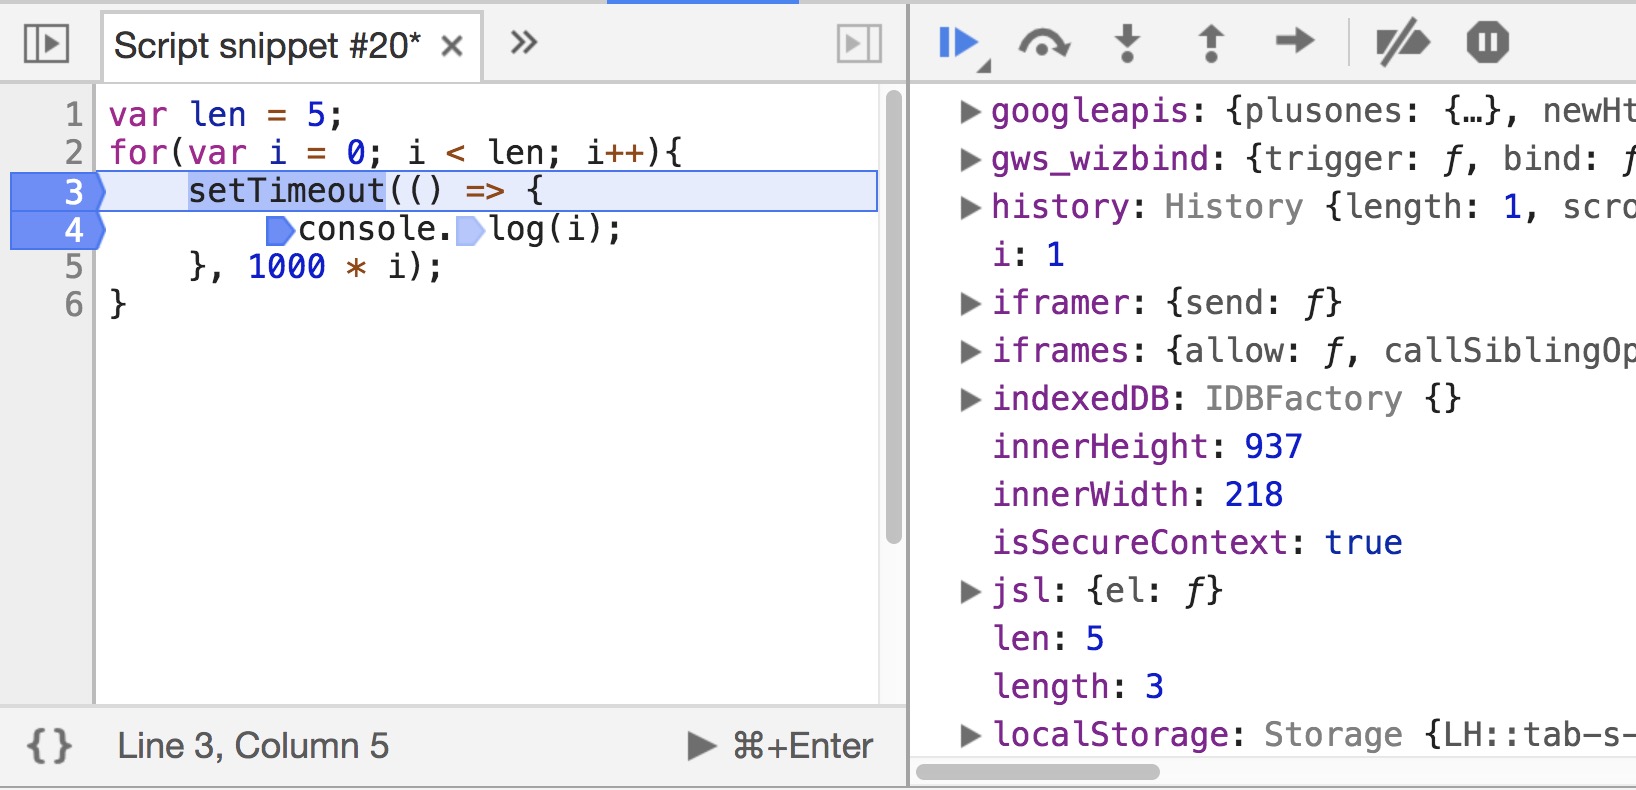 Script snippet #20* × »
1 var len = 5;
2 for(var i = 0; i < len; i++){
3 setTimeout(() => {
4 console.log(i);
5 }, 1000 * i);
6 }
{} Line 3, Column 5 ▶ ⌘+Enter
▶ googleapis: {plusones: {…}, newHt
▶ gws_wizbind: {trigger: ƒ, bind: ƒ
▶ history: History {length: 1, scro
i: 1
▶ iframer: {send: ƒ}
▶ iframes: {allow: ƒ, callSiblingOp
▶ indexedDB: IDBFactory {}
innerHeight: 937
innerWidth: 218
isSecureContext: true
▶ jsl: {el: ƒ}
len: 5
length: 3
▶ localStorage: Storage {LH::tab-s-